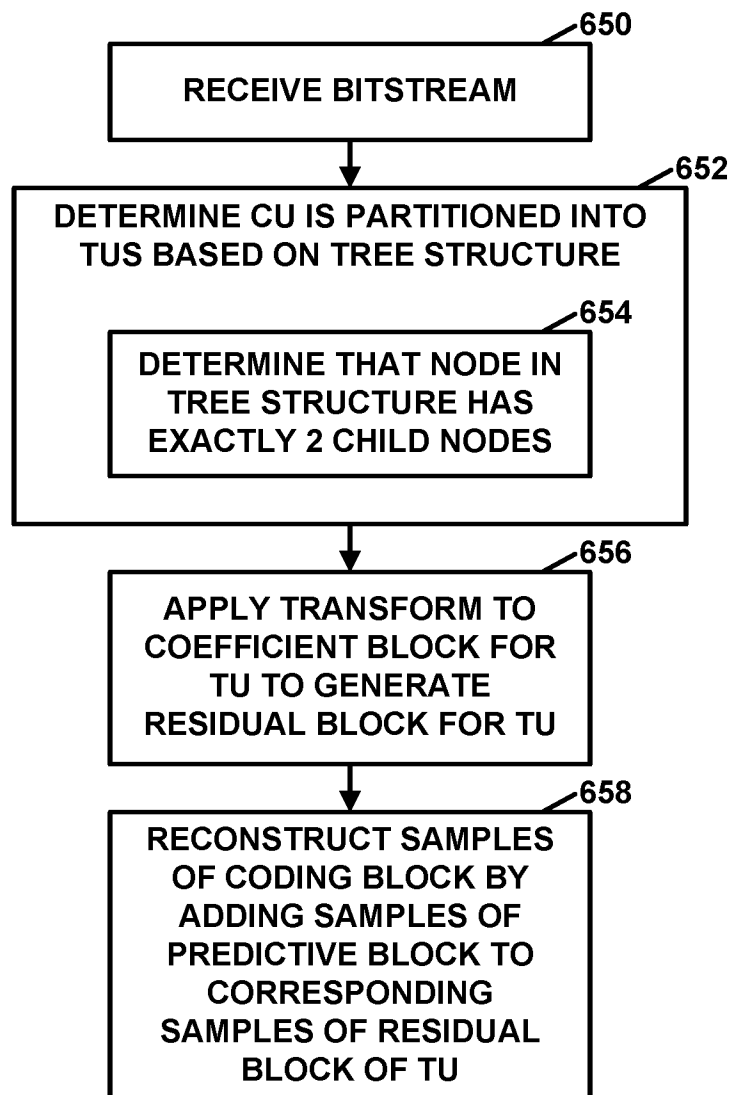 650
RECEIVE BITSTREAM
652
DETERMINE CU IS PARTITIONED INTO
TUS BASED ON TREE STRUCTURE
654
DETERMINE THAT NODE IN
TREE STRUCTURE HAS
EXACTLY 2 CHILD NODES
656
APPLY TRANSFORM TO
COEFFICIENT BLOCK FOR
TU TO GENERATE
RESIDUAL BLOCK FOR TU
658
RECONSTRUCT SAMPLES
OF CODING BLOCK BY
ADDING SAMPLES OF
PREDICTIVE BLOCK TO
CORRESPONDING
SAMPLES OF RESIDUAL
BLOCK OF TU